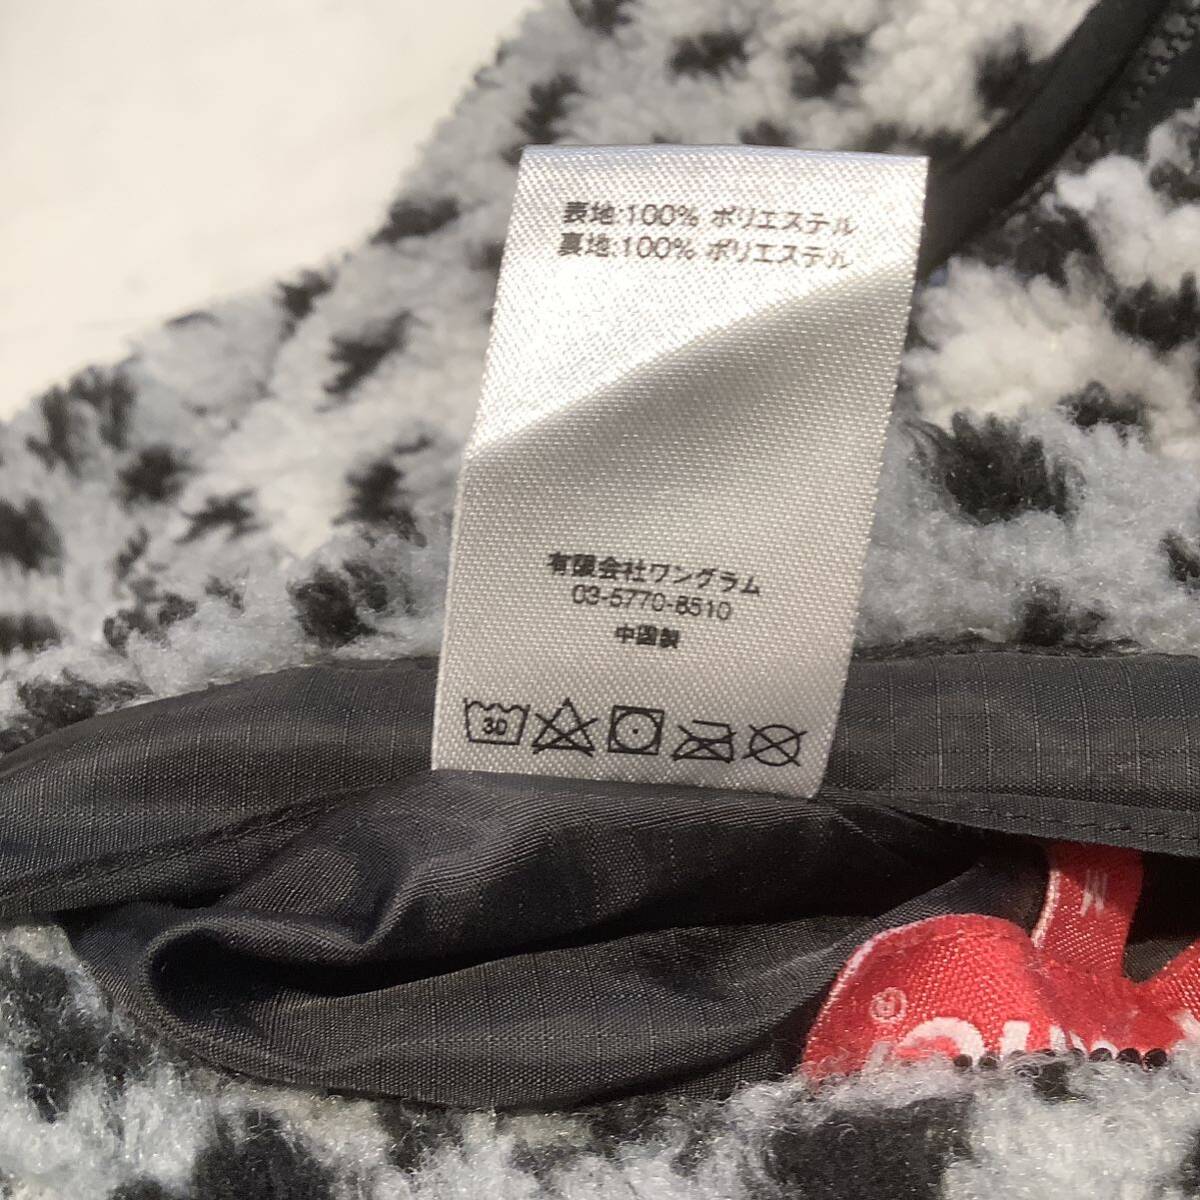 表地:100% ポリエステル
裏地:100% ポリエステル
有限会社ワングラム
03-5770-8510
中国製
30
M
®